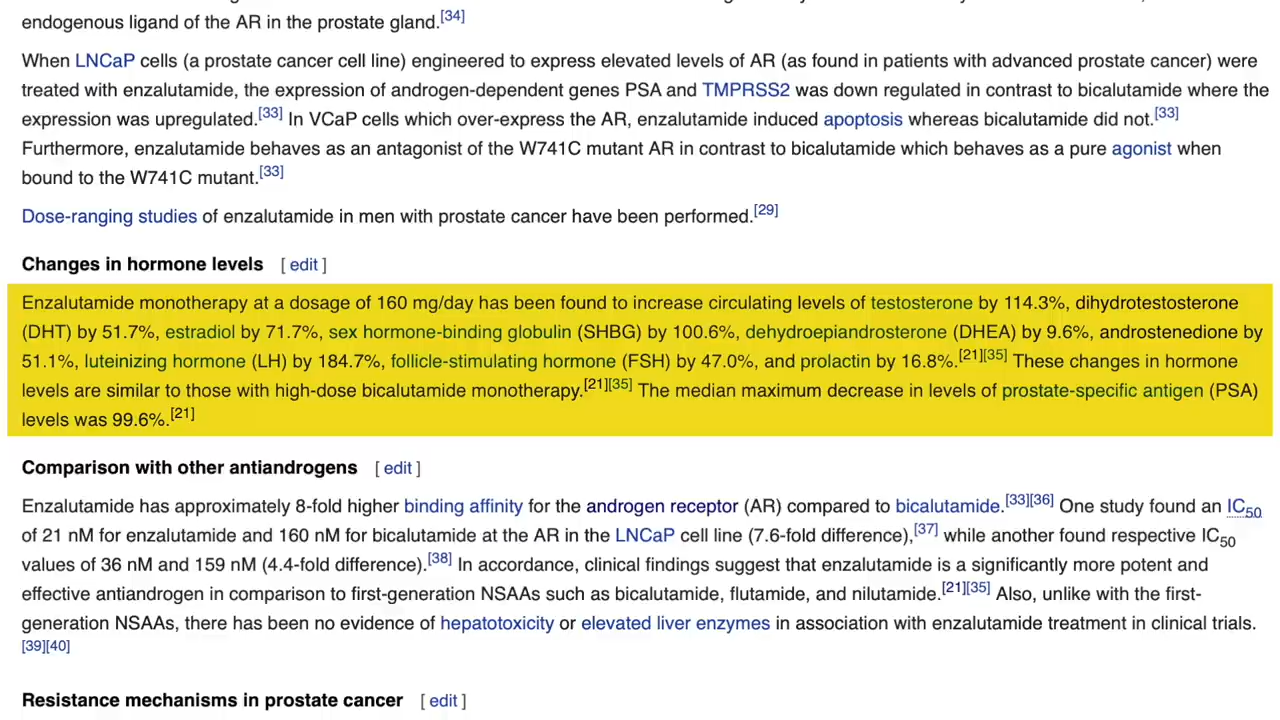 endogenous ligand of the AR in the prostate gland.[34]
When LNCaP cells (a prostate cancer cell line) engineered to express elevated levels of AR (as found in patients with advanced prostate cancer) were
treated with enzalutamide, the expression of androgen-dependent genes PSA and TMPRSS2 was down regulated in contrast to bicalutamide where the
expression was upregulated.[33] In VCaP cells which over-express the AR, enzalutamide induced apoptosis whereas bicalutamide did not.[33]
Furthermore, enzalutamide behaves as an antagonist of the W741C mutant AR in contrast to bicalutamide which behaves as a pure agonist when
bound to the W741C mutant.[33]
Dose-ranging studies of enzalutamide in men with prostate cancer have been performed.[29]
Changes in hormone levels [ edit ]
Enzalutamide monotherapy at a dosage of 160 mg/day has been found to increase circulating levels of testosterone by 114.3%, dihydrotestosterone
(DHT) by 51.7%, estradiol by 71.7%, sex hormone-binding globulin (SHBG) by 100.6%, dehydroepiandrosterone (DHEA) by 9.6%, androstenedione by
51.1%, luteinizing hormone (LH) by 184.7%, follicle-stimulating hormone (FSH) by 47.0%, and prolactin by 16.8%.[21][35] These changes in hormone
levels are similar to those with high-dose bicalutamide monotherapy.[21][35] The median maximum decrease in levels of prostate-specific antigen (PSA)
levels was 99.6%.[21]
Comparison with other antiandrogens [ edit ]
Enzalutamide has approximately 8-fold higher binding affinity for the androgen receptor (AR) compared to bicalutamide.[33][36] One study found an IC50
of 21 nM for enzalutamide and 160 nM for bicalutamide at the AR in the LNCaP cell line (7.6-fold difference),[37] while another found respective IC50
values of 36 nM and 159 nM (4.4-fold difference).[38] In accordance, clinical findings suggest that enzalutamide is a significantly more potent and
effective antiandrogen in comparison to first-generation NSAAs such as bicalutamide, flutamide, and nilutamide.[21][35] Also, unlike with the first-
generation NSAAs, there has been no evidence of hepatotoxicity or elevated liver enzymes in association with enzalutamide treatment in clinical trials.
[39][40]
Resistance mechanisms in prostate cancer [ edit ]